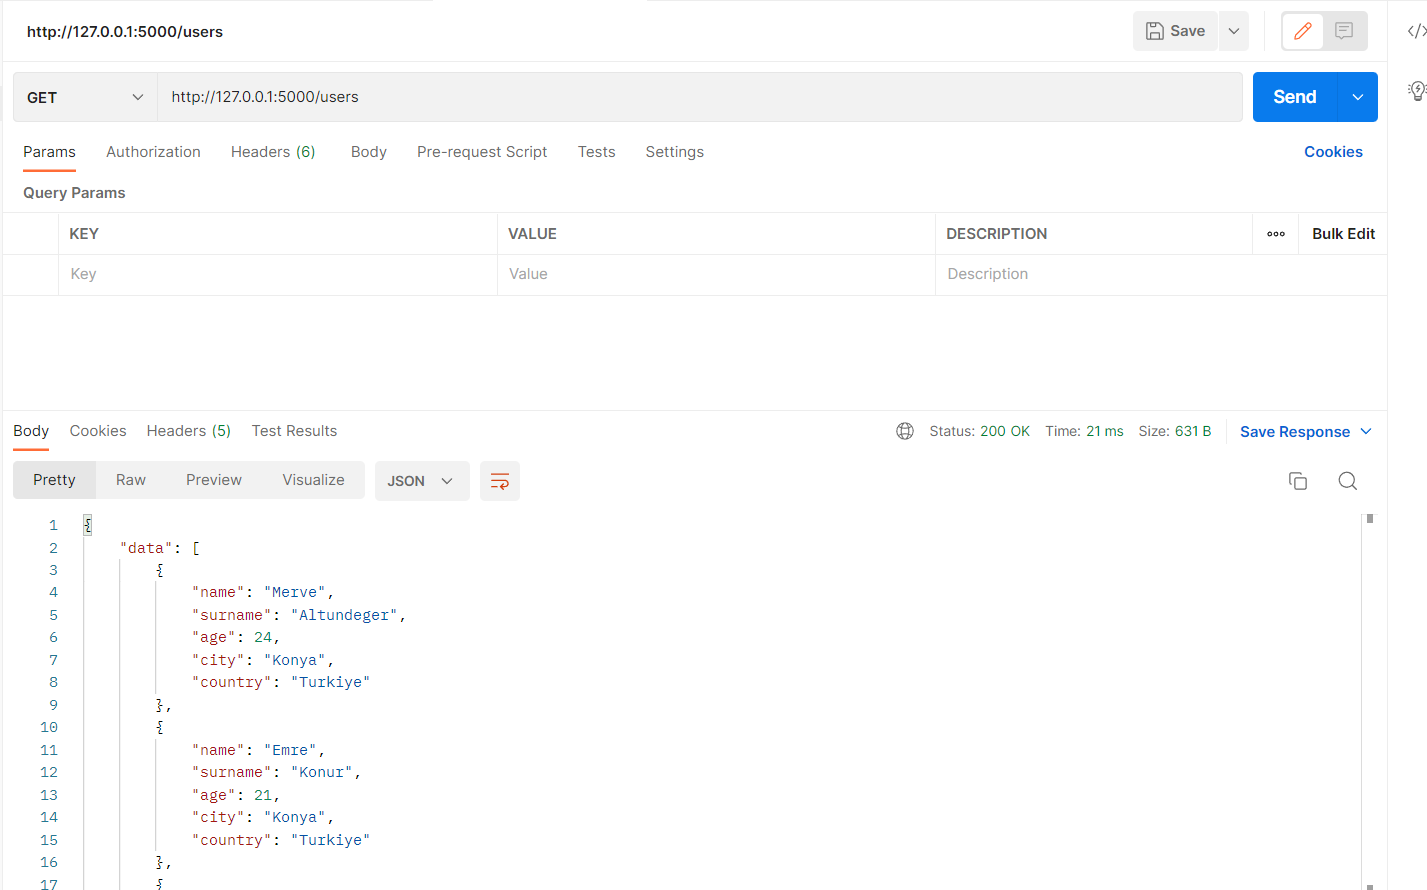 http://127.0.0.1:5000/users
Save
GET
http://127.0.0.1:5000/users
Send
Params Authorization Headers (6) Body Pre-request Script Tests Settings Cookies
Query Params
KEY VALUE DESCRIPTION ooo Bulk Edit
Key Value Description
Body Cookies Headers (5) Test Results Status: 200 OK Time: 21 ms Size: 631 B Save Response
Pretty Raw Preview Visualize JSON
1 {
2 "data": [
3 {
4 "name": "Merve",
5 "surname": "Altundeger",
6 "age": 24,
7 "city": "Konya",
8 "country": "Turkiye"
9 },
10 {
11 "name": "Emre",
12 "surname": "Konur",
13 "age": 21,
14 "city": "Konya",
15 "country": "Turkiye"
16 },
17 {